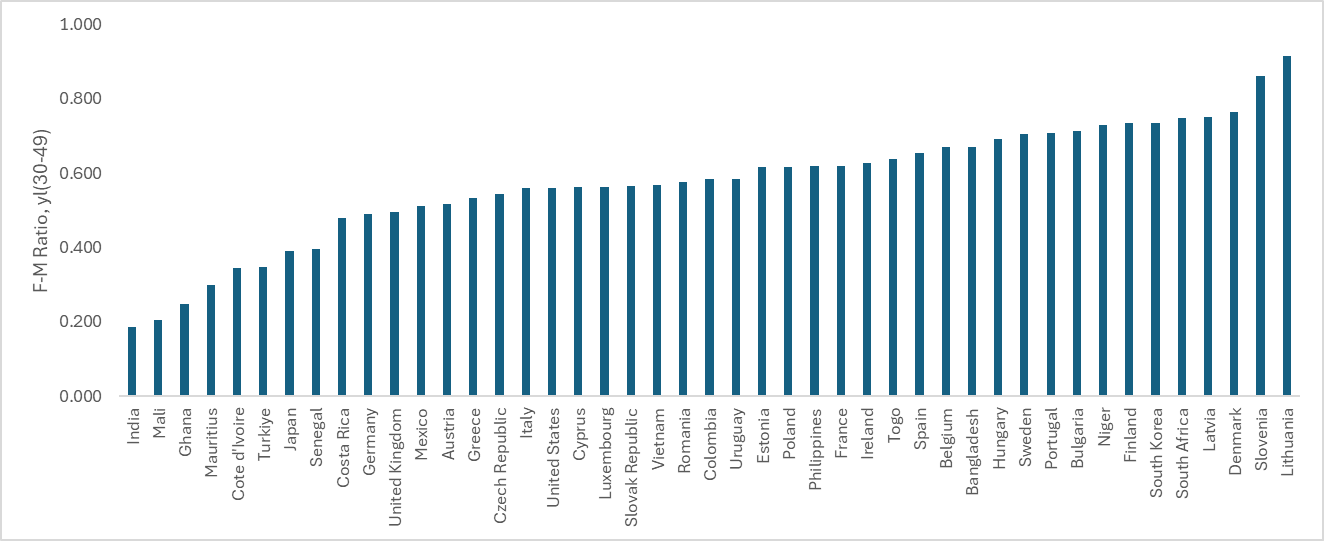 1.000
0.800
0.600
0.400
0.200
0.000
F-M Ratio, yl(30-49)
India
Mali
Ghana
Mauritius
Cote d'Ivoire
Turkiye
Japan
Senegal
Costa Rica
Germany
United Kingdom
Mexico
Austria
Greece
Czech Republic
Italy
United States
Cyprus
Luxembourg
Slovak Republic
Vietnam
Romania
Colombia
Uruguay
Estonia
Poland
Philippines
France
Ireland
Togo
Spain
Belgium
Bangladesh
Hungary
Sweden
Portugal
Bulgaria
Niger
Finland
South Korea
South Africa
Latvia
Denmark
Slovenia
Lithuania